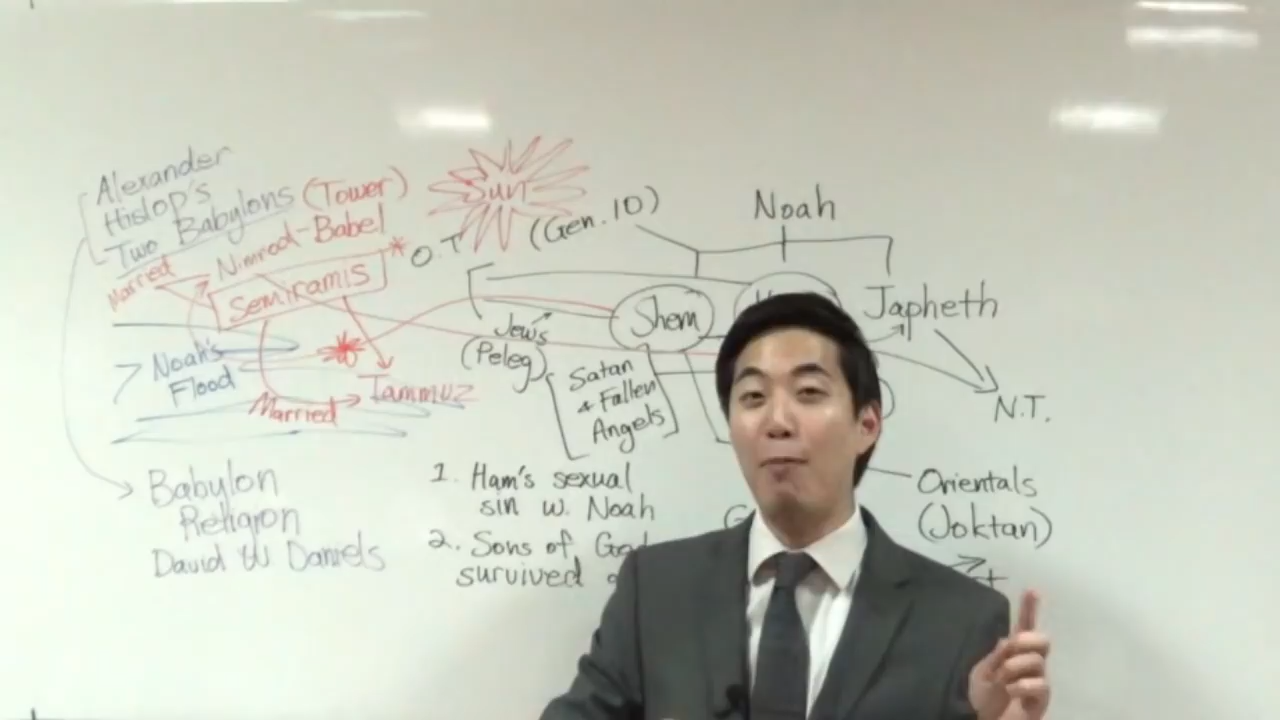 Alexander
Hislop's
Two Babylons (Tower)
Married
Nimrod-Babel
Semiramis *
O.T
Sun
(Gen. 10)
Noah
Shem
Japheth
Jews
(Peleg)
Noah's
Flood
Married
Tammuz
Satan
& Fallen
Angels
N.T.
Babylon
Religion
David W Daniels
1. Ham's sexual
sin w. Noah
2. Sons of God
survived
Orientals
(Joktan)